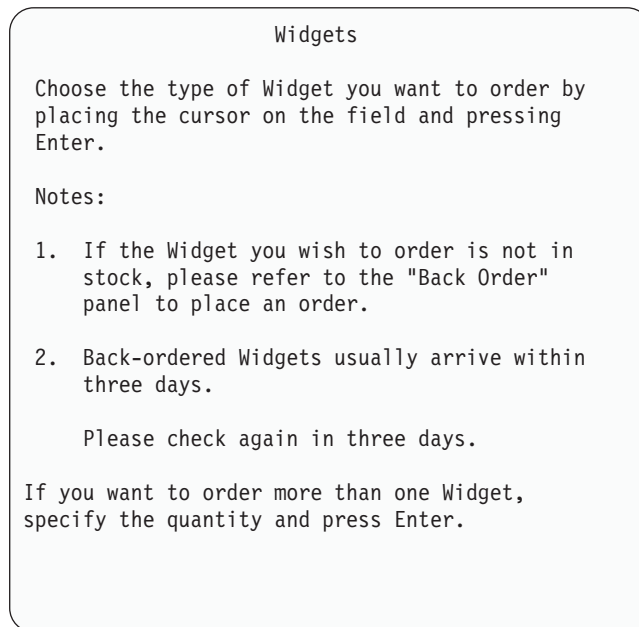 Widgets
Choose the type of Widget you want to order by
placing the cursor on the field and pressing
Enter.
Notes:
1. If the Widget you wish to order is not in
stock, please refer to the "Back Order"
panel to place an order.
2. Back-ordered Widgets usually arrive within
three days.
Please check again in three days.
If you want to order more than one Widget,
specify the quantity and press Enter.